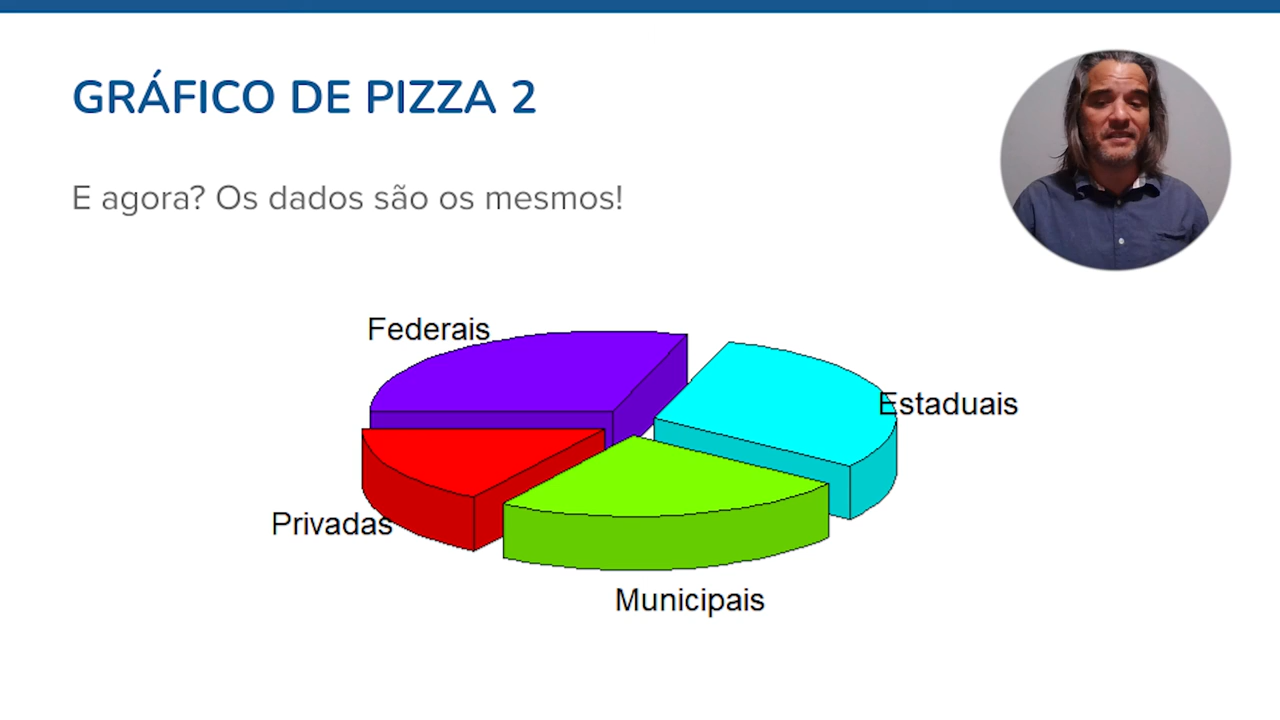 GRÁFICO DE PIZZA 2
E agora? Os dados são os mesmos!
Federais
Estaduais
Privadas
Municipais